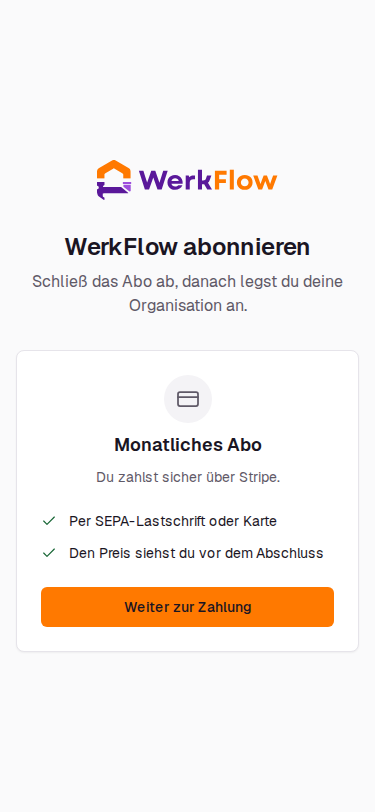 WerkFlow
WerkFlow abonnieren
Schließ das Abo ab, danach legst du deine
Organisation an.
Monatliches Abo
Du zahlst sicher über Stripe.
Per SEPA-Lastschrift oder Karte
Den Preis siehst du vor dem Abschluss
Weiter zur Zahlung